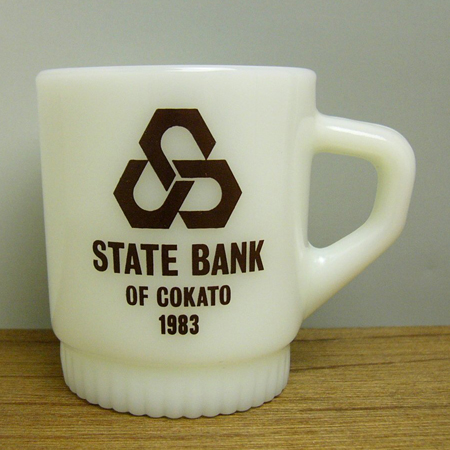 STATE BANK
OF COKATO
1983